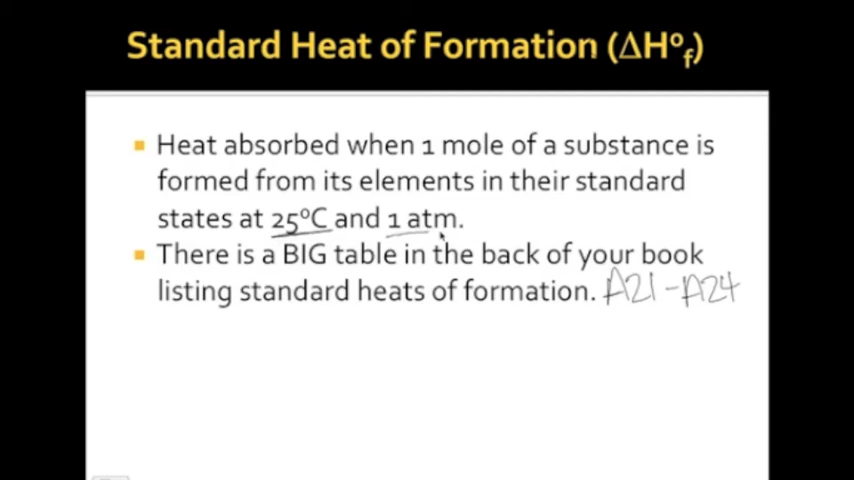 Standard Heat of Formation (ΔHºf)
Heat absorbed when 1 mole of a substance is
formed from its elements in their standard
states at 25ºC and 1 atm.
There is a BIG table in the back of your book
listing standard heats of formation. A21-A24